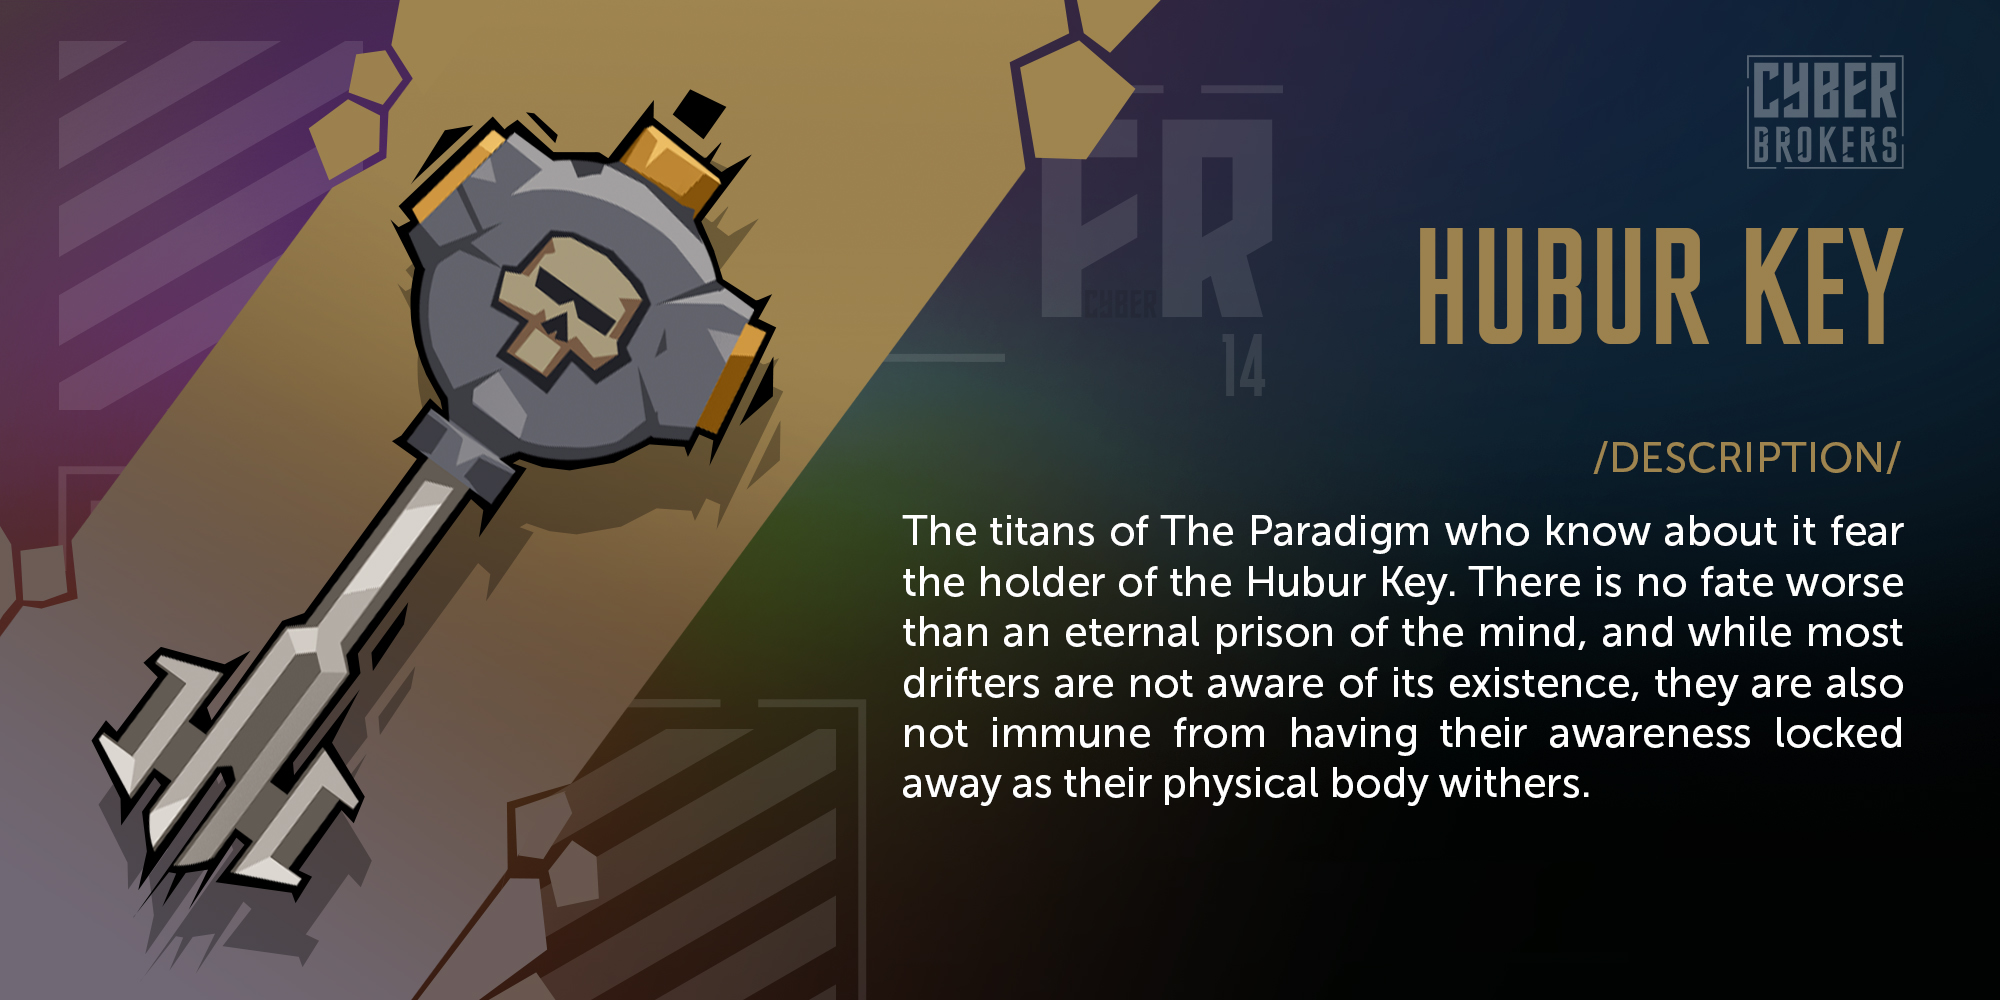 CYBER
BROKERS
ER
CYBER
14
HUBUR KEY
/DESCRIPTION/
The titans of The Paradigm who know about it fear
the holder of the Hubur Key. There is no fate worse
than an eternal prison of the mind, and while most
drifters are not aware of its existence, they are also
not immune from having their awareness locked
away as their physical body withers.